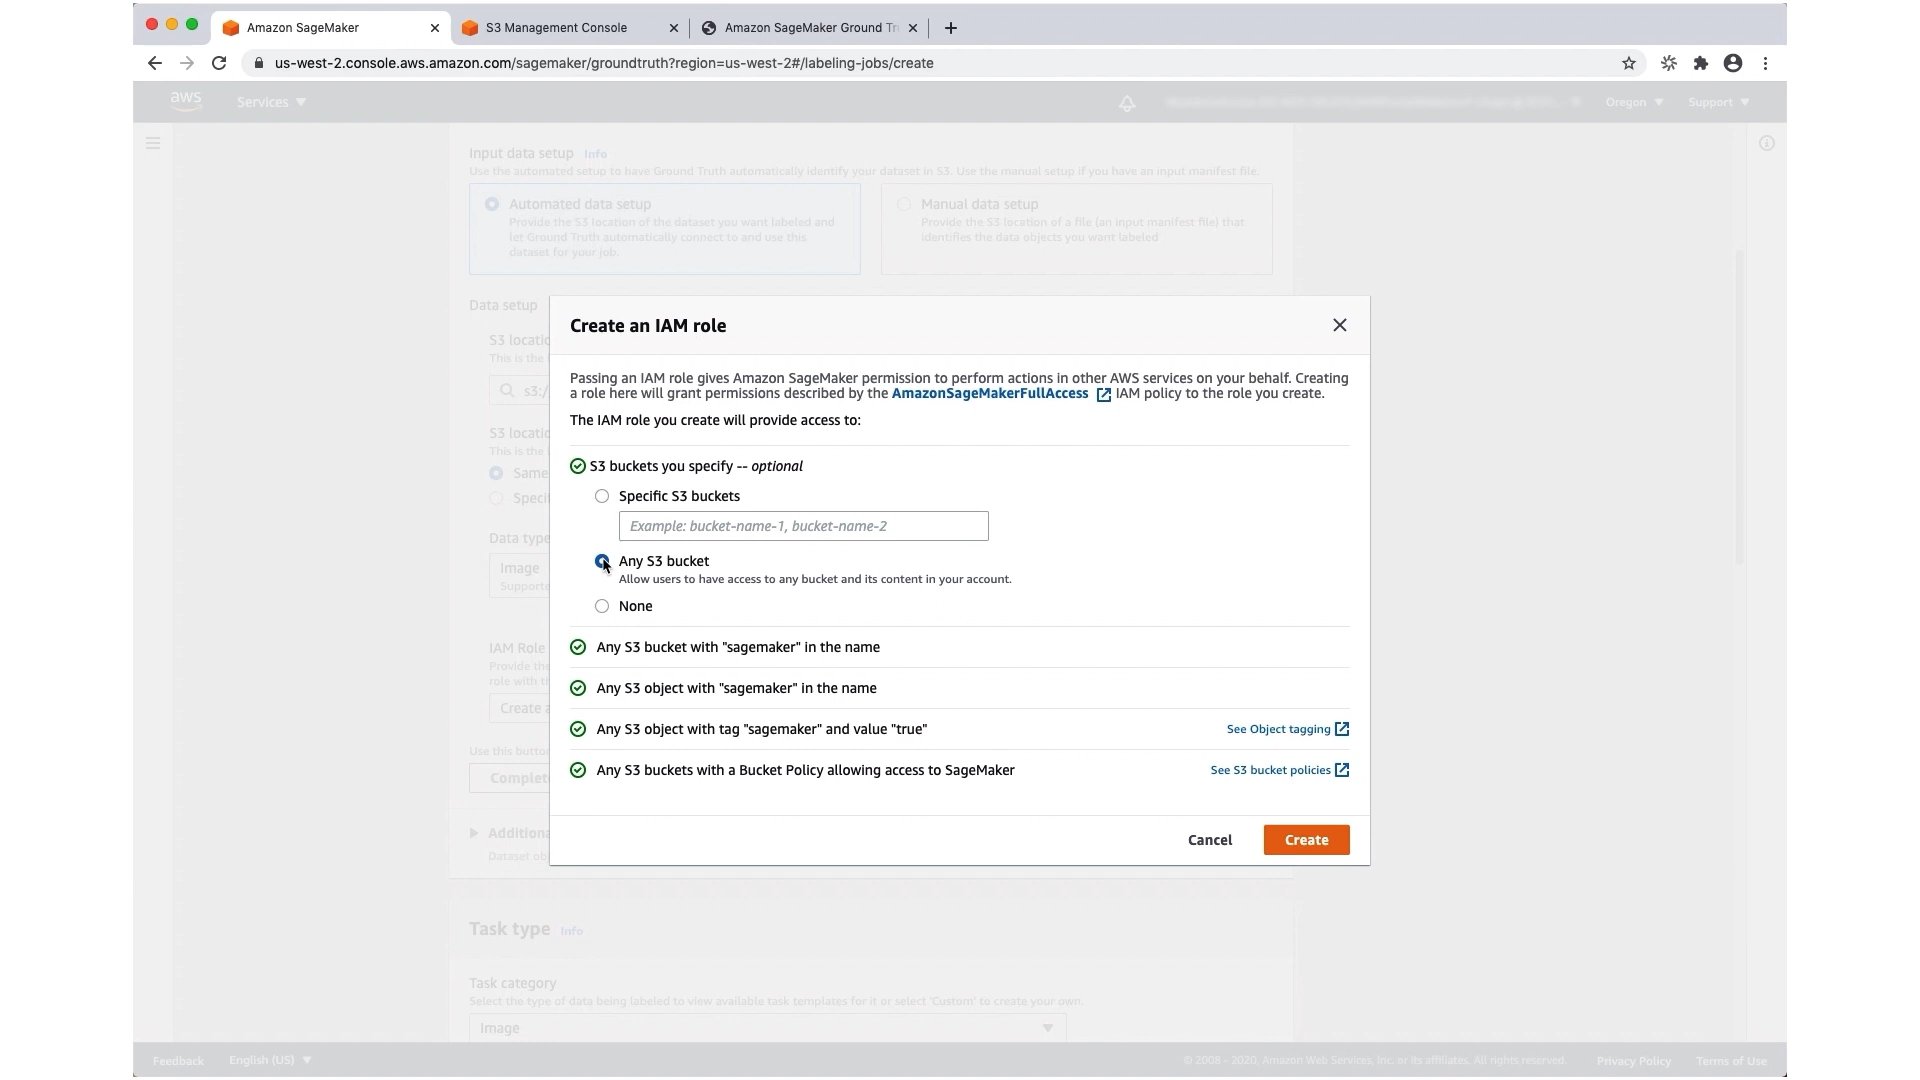 Amazon SageMaker
S3 Management Console
Amazon SageMaker Ground Tr
us-west-2.console.aws.amazon.com/sagemaker/groundtruth?region=us-west-2#/labeling-jobs/create
aws
Services
Oregon
Support
Input data setup Info
Use the automated setup to have Ground Truth automatically identify your dataset in S3. Use the manual setup if you have an input manifest file.
Automated data setup
Provide the S3 location of the dataset you want labeled and
let Ground Truth automatically connect to and use this
dataset for your job.
Manual data setup
Provide the S3 location of a file (an input manifest file) that
identifies the data objects you want labeled
Data setup
S3 locatio
This is the
s3:/
S3 locatio
This is the
Same
Specif
Data type
Image
Supporte
IAM Role
Provide the
role with th
Create a
Use this button
Complete
Additiona
Dataset obj
Create an IAM role
Passing an IAM role gives Amazon SageMaker permission to perform actions in other AWS services on your behalf. Creating
a role here will grant permissions described by the AmazonSageMakerFullAccess IAM policy to the role you create.
The IAM role you create will provide access to:
S3 buckets you specify -- optional
Specific S3 buckets
Example: bucket-name-1, bucket-name-2
Any S3 bucket
Allow users to have access to any bucket and its content in your account.
None
Any S3 bucket with "sagemaker" in the name
Any S3 object with "sagemaker" in the name
Any S3 object with tag "sagemaker" and value "true"
See Object tagging
Any S3 buckets with a Bucket Policy allowing access to SageMaker
See S3 bucket policies
Cancel
Create
Task type Info
Task category
Select the type of data being labeled to view available task templates for it or select 'Custom' to create your own.
Image
Feedback
English (US)
© 2008 - 2020, Amazon Web Services, Inc. or its affiliates. All rights reserved.
Privacy Policy
Terms of Use